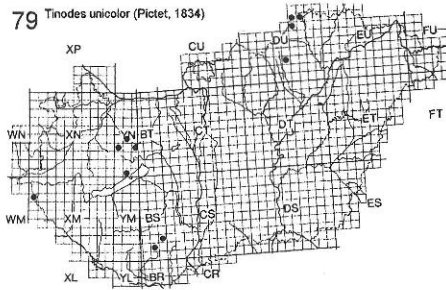 79 Tinodes unicolor (Pictet, 1834)
XP CU DU EU FU
WN XN YN BT CT DT ET FT
WM XM YM BS CS DS ES
XL YL BR CR